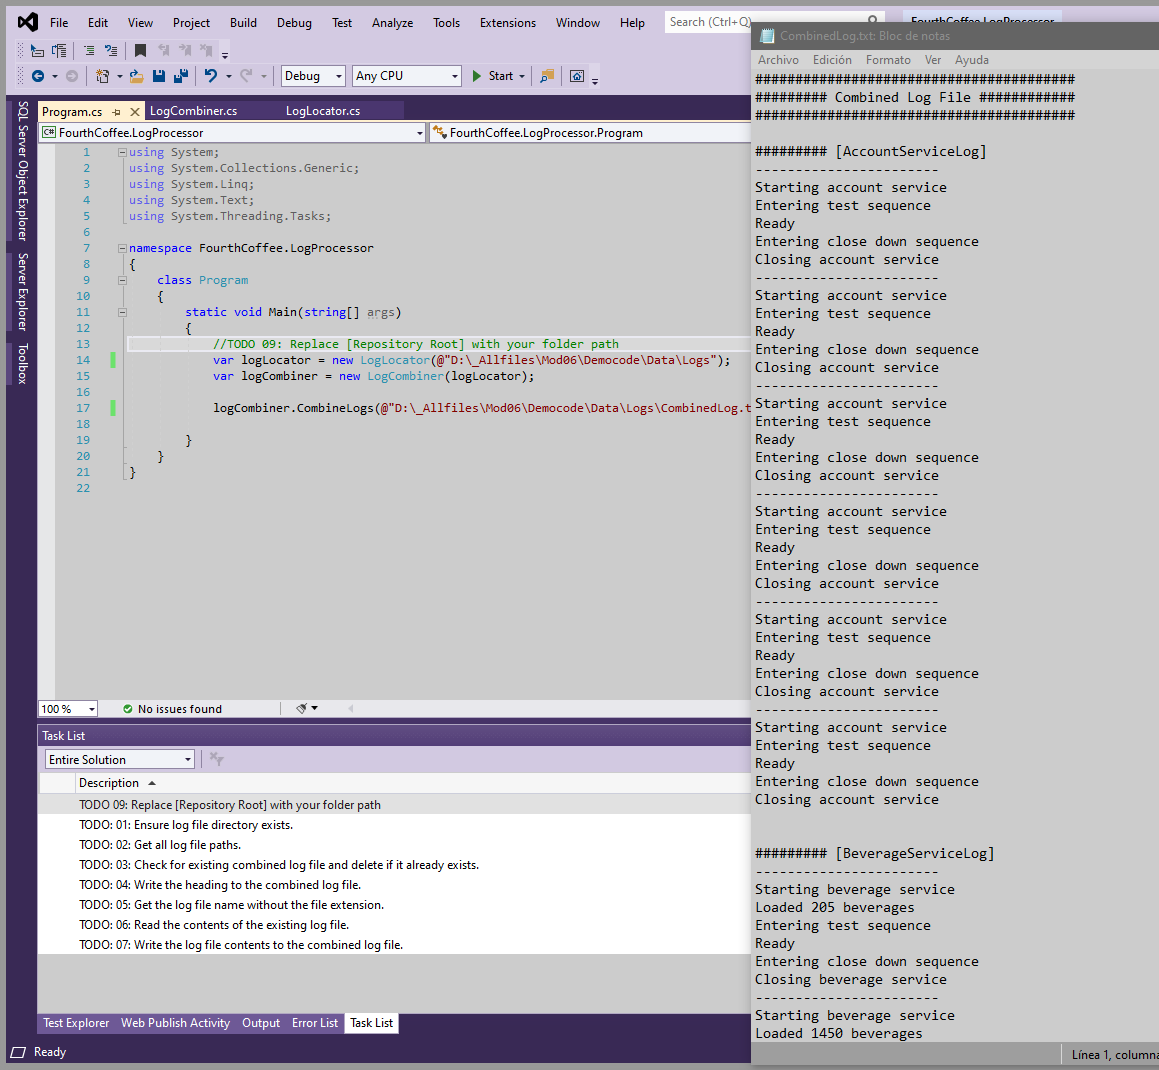 File Edit View Project Build Debug Test Analyze Tools Extensions Window Help Search (Ctrl+Q) FourthCoffee.LogProcessor
Debug Any CPU Start
SQL Server Object Explorer
Server Explorer
Toolbox
Program.cs LogCombiner.cs LogLocator.cs
C# FourthCoffee.LogProcessor FourthCoffee.LogProcessor.Program
1 using System;
2 using System.Collections.Generic;
3 using System.Linq;
4 using System.Text;
5 using System.Threading.Tasks;
6
7 namespace FourthCoffee.LogProcessor
8 {
9 class Program
10 {
11 static void Main(string[] args)
12 {
13 //TODO 09: Replace [Repository Root] with your folder path
14 var logLocator = new LogLocator(@"D:\_Allfiles\Mod06\Democode\Data\Logs");
15 var logCombiner = new LogCombiner(logLocator);
16
17 logCombiner.CombineLogs(@"D:\_Allfiles\Mod06\Democode\Data\Logs\CombinedLog.t
18
19 }
20 }
21 }
22
100 % No issues found
Task List
Entire Solution
Description
TODO 09: Replace [Repository Root] with your folder path
TODO: 01: Ensure log file directory exists.
TODO: 02: Get all log file paths.
TODO: 03: Check for existing combined log file and delete if it already exists.
TODO: 04: Write the heading to the combined log file.
TODO: 05: Get the log file name without the file extension.
TODO: 06: Read the contents of the existing log file.
TODO: 07: Write the log file contents to the combined log file.
Test Explorer Web Publish Activity Output Error List Task List
Ready
CombinedLog.txt: Bloc de notas
Archivo Edición Formato Ver Ayuda
########################################
######### Combined Log File ############
########################################
######### [AccountServiceLog]
-----------------------
Starting account service
Entering test sequence
Ready
Entering close down sequence
Closing account service
-----------------------
Starting account service
Entering test sequence
Ready
Entering close down sequence
Closing account service
-----------------------
Starting account service
Entering test sequence
Ready
Entering close down sequence
Closing account service
-----------------------
Starting account service
Entering test sequence
Ready
Entering close down sequence
Closing account service
-----------------------
Starting account service
Entering test sequence
Ready
Entering close down sequence
Closing account service
-----------------------
Starting account service
Entering test sequence
Ready
Entering close down sequence
Closing account service
######### [BeverageServiceLog]
-----------------------
Starting beverage service
Loaded 205 beverages
Entering test sequence
Ready
Entering close down sequence
Closing beverage service
-----------------------
Starting beverage service
Loaded 1450 beverages
Línea 1, columna